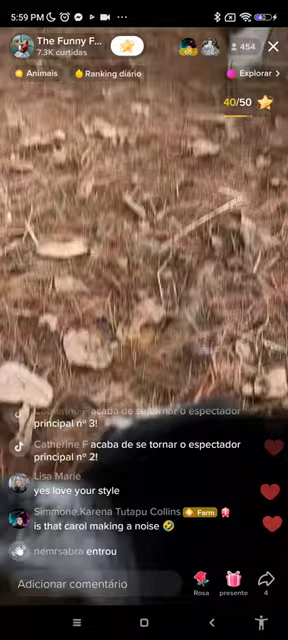 5:59 PM
The Funny F...
7.3K curtidas
454
Animais
Ranking diário
Explorar >
40/50
Catherine F acaba de se tornar o espectador
principal nº 3!
Catherine F acaba de se tornar o espectador
principal nº 2!
Lisa Marie
yes love your style
Simmone.Karena Tutapu Collins Farm
Is that carol making a noise 🤣
nemrsabra entrou
Adicionar comentário
Rosa
presente
4